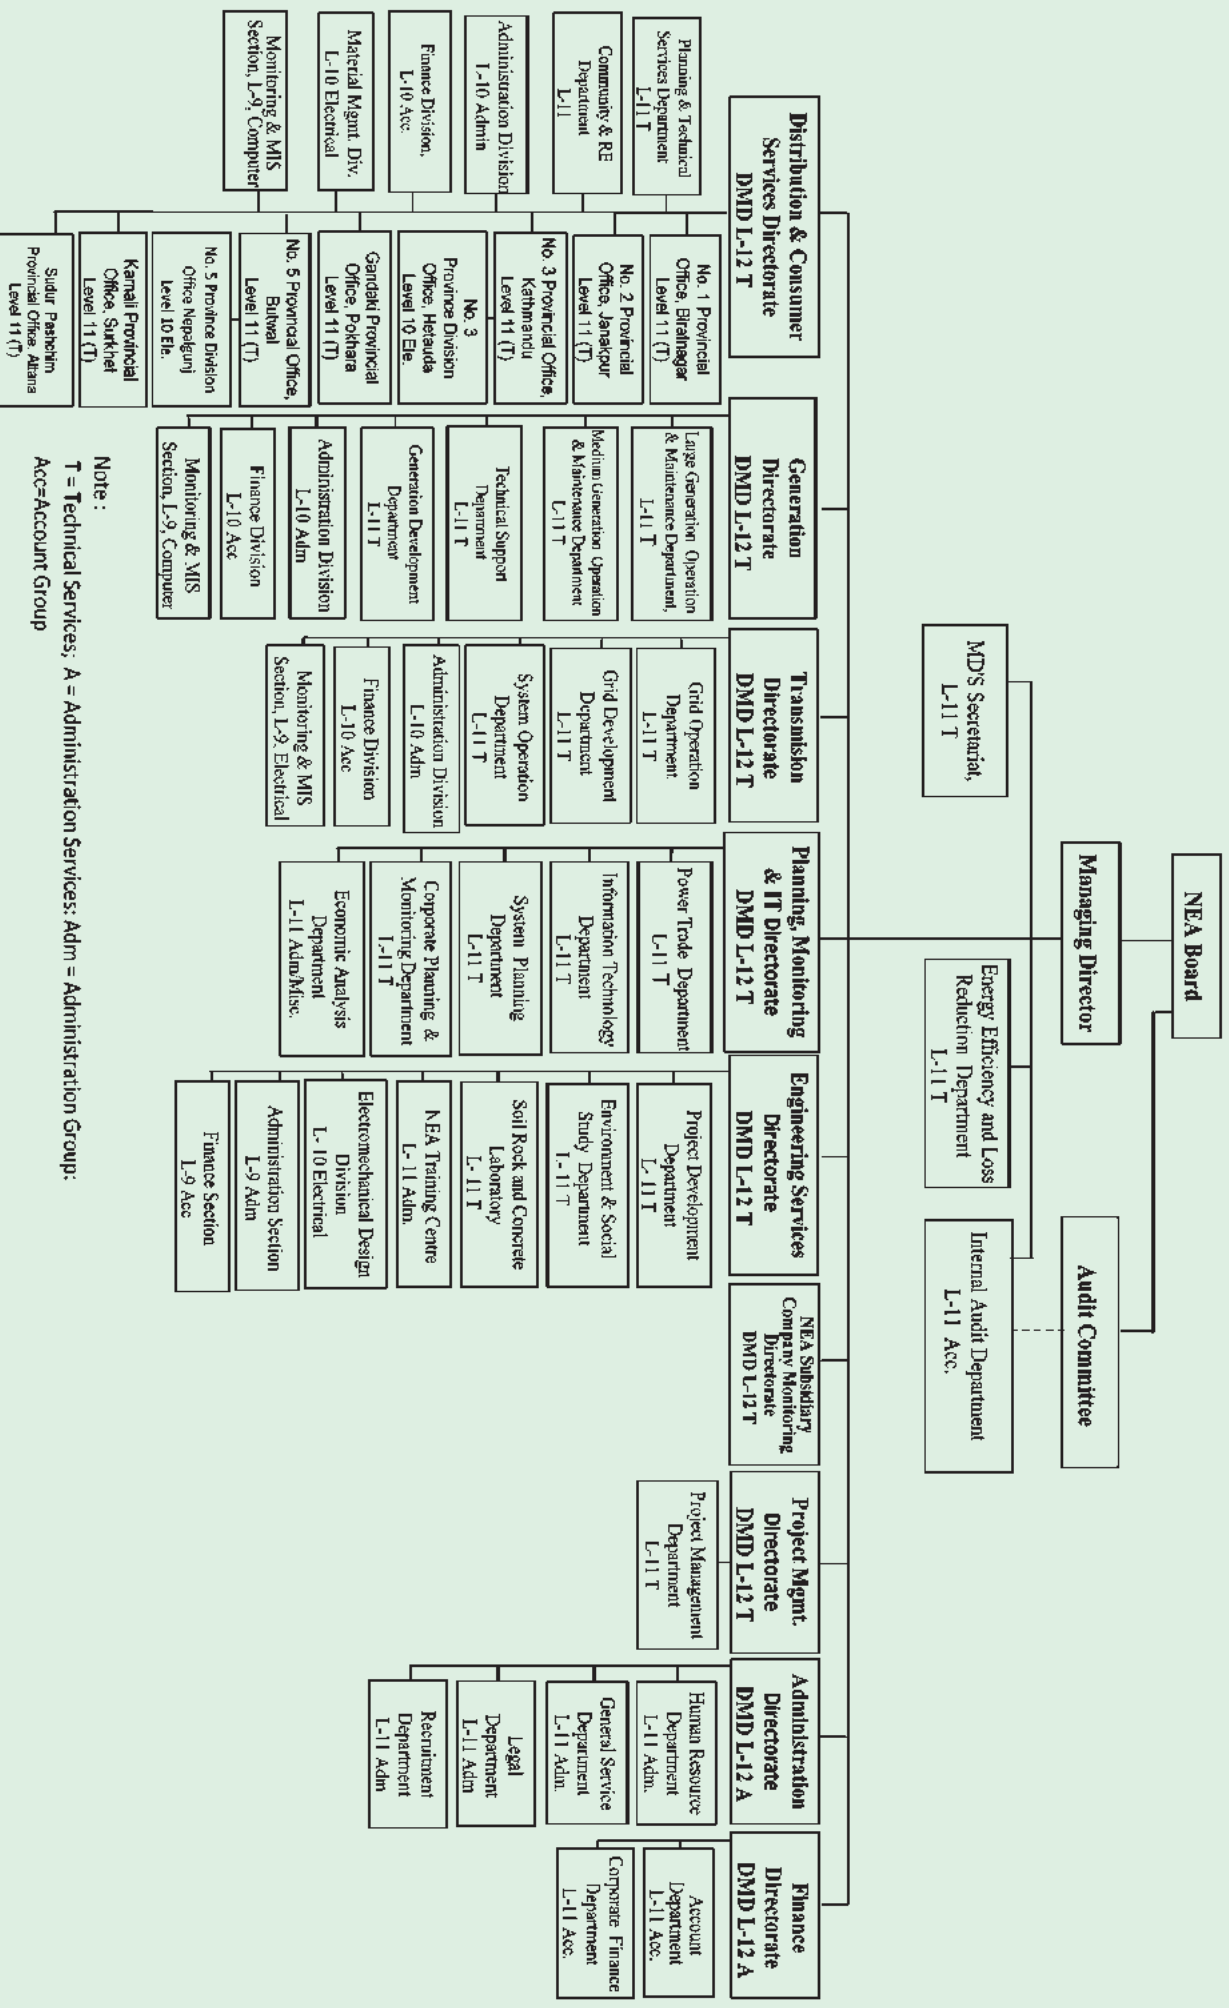 NEA Board
Managing Director
Audit Committee
MD'S Secretariat,
L-11 T
Energy Efficiency and Loss
Reduction Department
L-11 T
Internal Audit Department
L-11 Acc.
Distribution & Consumer
Services Directorate
DMD L-12 T
Generation
Directorate
DMD L-12 T
Transmision
Directorate
DMD L-12 T
Planning, Monitoring
& IT Directorate
DMD L-12 T
Engineering Services
Directorate
DMD L-12 T
NEA Subsidiary
Company Monitoring
Directorate
DMD L-12 T
Project Mgmt.
Directorate
DMD L-12 T
Administration
Directorate
DMD L-12 A
Finance
Directorate
DMD L-12 A
Planning & Technical
Services Department
L-11 T
Community & RE
Department
L-11
Administration Division
L-10 Admin
Finance Division,
L-10 Acc.
Material Mgmt. Div.
L-10 Electrical
Monitoring & MIS
Section, L-9, Computer
No. 1 Provincial
Office, Biratnagar
Level 11 (T)
No. 2 Provincial
Office, Janakpur
Level 11 (T)
No. 3 Provincial Office,
Kathmandu
Level 11 (T)
No. 3
Province Division
Office, Hetauda
Level 10 Ele.
Gandaki Provincial
Office, Pokhara
Level 11 (T)
No. 5 Provincial Office,
Butwal
Level 11 (T)
No. 5 Province Division
Office Nepalgunj
Level 10 Ele.
Karnali Provincial
Office, Surkhet
Level 11 (T)
Sudur Pashchim
Provincial Office, Attaria
Level 11 (T)
Large Generation Operation
& Maintenance Department,
L-11 T
Medium Generation Operation
& Maintenance Department
L-11 T
Technical Support
Department
L-11 T
Generation Development
Department
L-11 T
Administration Division
L-10 Adm
Finance Division
L-10 Acc
Monitoring & MIS
Section, L-9, Computer
Grid Operation
Department.
L-11 T
Grid Development
Department
L-11 T
System Operation
Department
L-11 T
Administration Division
L-10 Adm
Finance Division
L-10 Acc
Monitoring & MIS
Section, L-9, Electrical
Power Trade Department
L-11 T
Information Technology
Department
L-11 T
System Planning
Department
L-11 T
Corporate Planning &
Monitoring Department
L-11 T
Economic Analysis
Department
L-11 Adm/Misc.
Project Development
Department
L- 11 T
Environment & Social
Study Department
L- 11 T
Soil Rock and Concrete
Laboratory
L- 11 T
NEA Training Centre
L- 11 Adm.
Electromechanical Design
Division
L- 10 Electrical
Administration Section
L-9 Adm
Finance Section
L-9 Acc
Project Management
Department
L-11 T
Human Resource
Department
L-11 Adm.
General Service
Department
L-11 Adm.
Legal
Department
L-11 Adm
Recruitment
Department
L-11 Adm
Account
Department
L-11 Acc.
Corporate Finance
Department
L-11 Acc.
Note :
T = Technical Services; A = Administration Services: Adm = Administration Group:
Acc=Account Group